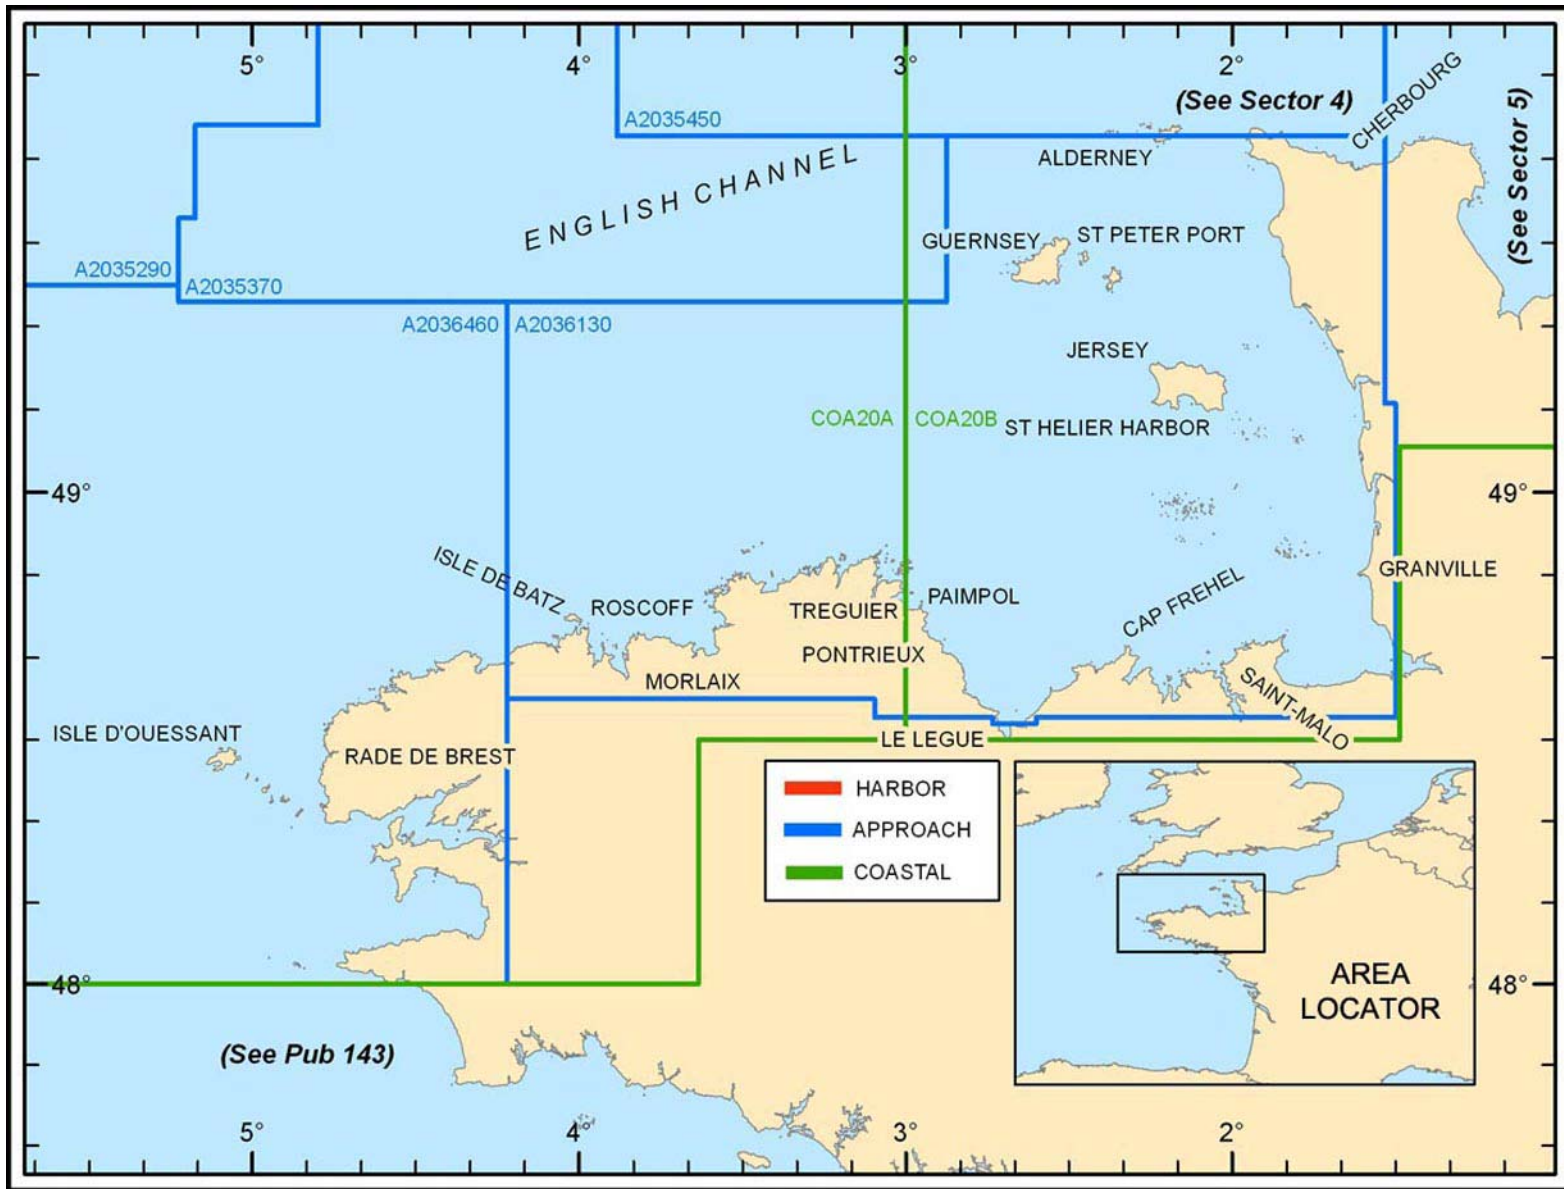 5°
4°
3°
2°
(See Sector 4)
CHERBOURG
(See Sector 5)
A2035450
ALDERNEY
ENGLISH CHANNEL
GUERNSEY
ST PETER PORT
A2035290
A2035370
A2036460
A2036130
JERSEY
COA20A
COA20B
ST HELIER HARBOR
49°
49°
ISLE DE BATZ
ROSCOFF
TREGUIER
PAIMPOL
CAP FREHEL
GRANVILLE
PONTRIEUX
MORLAIX
SAINT-MALO
ISLE D'OUESSANT
RADE DE BREST
LE LEGUE
HARBOR
APPROACH
COASTAL
AREA
LOCATOR
48°
48°
(See Pub 143)
5°
4°
3°
2°